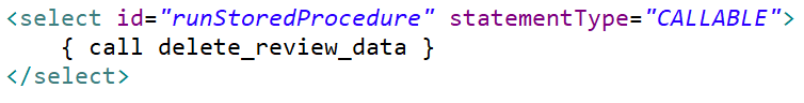 <select id="runStoredProcedure" statementType="CALLABLE">
    { call delete_review_data }
</select>